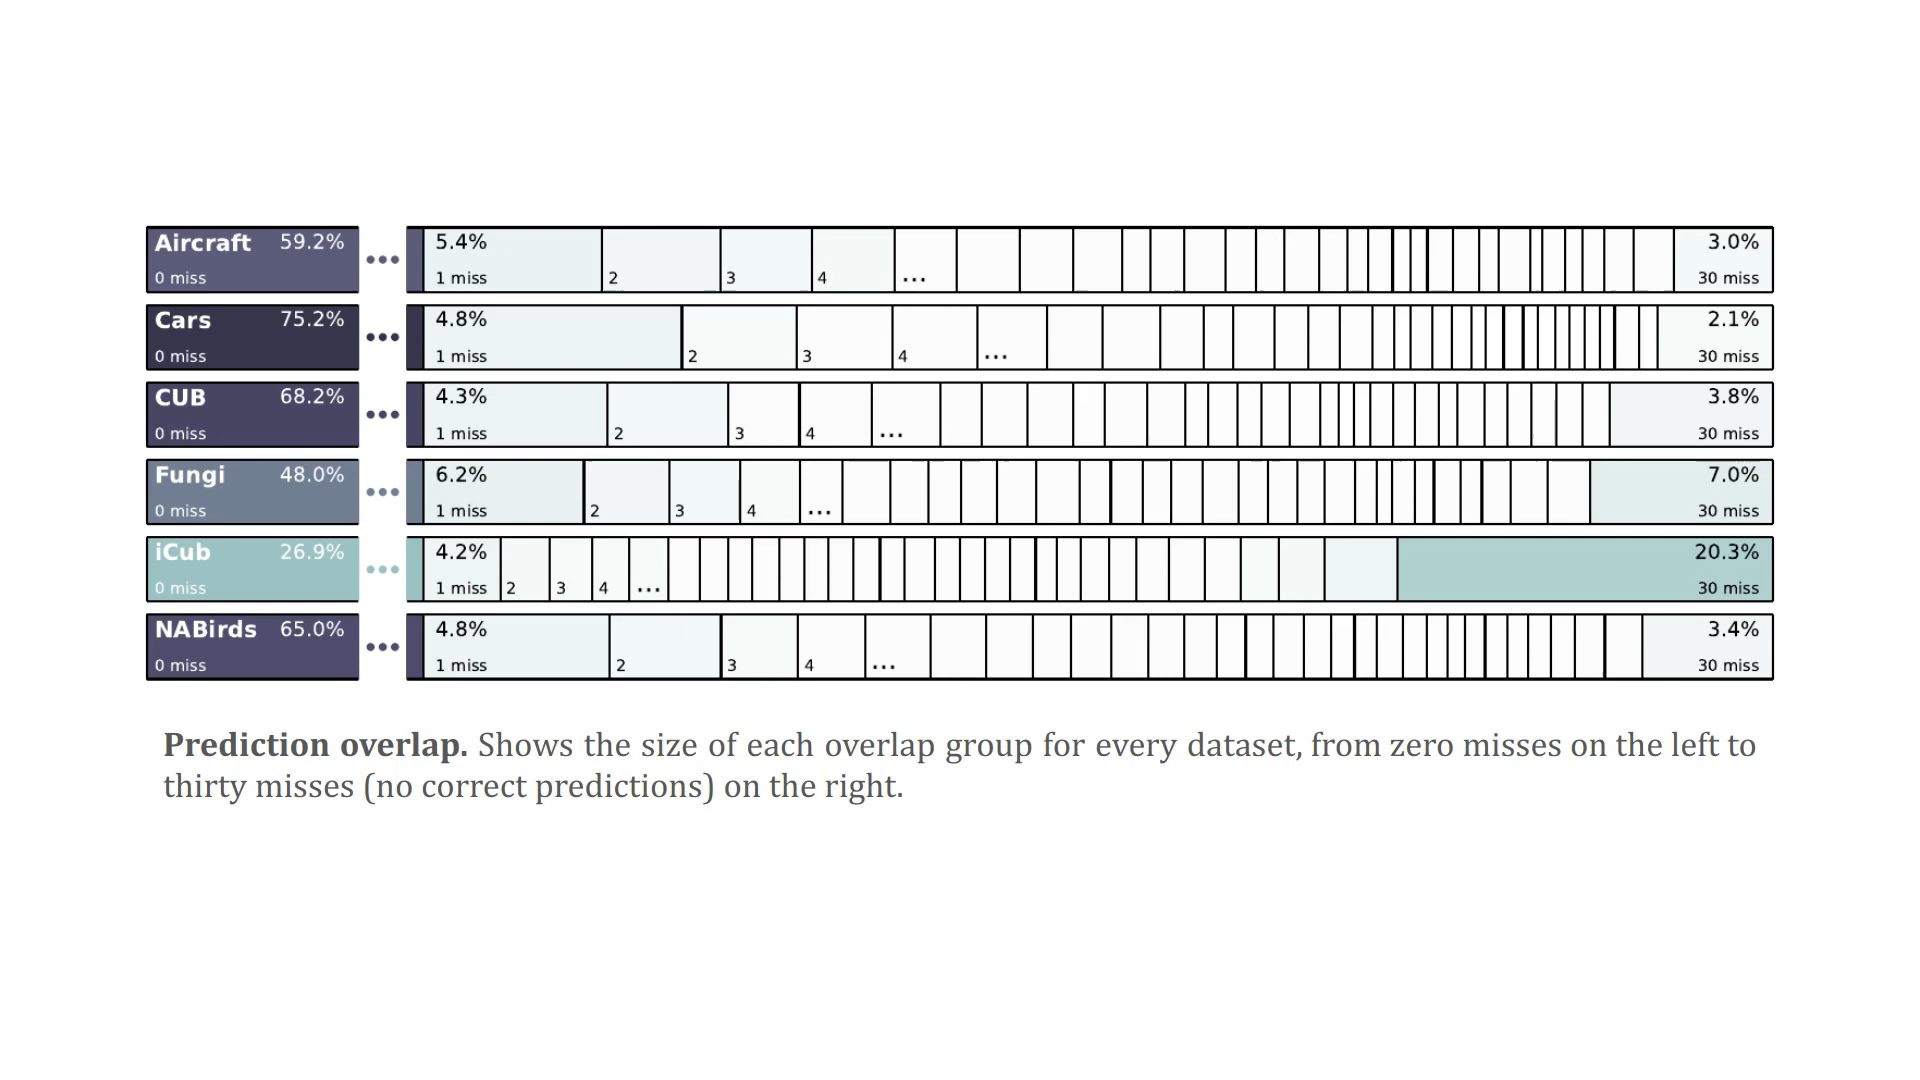 Aircraft 59.2% 5.4% 3.0%
0 miss ••• 1 miss 2 3 4 ... 30 miss
Cars 75.2% 4.8% 2.1%
0 miss ••• 1 miss 2 3 4 ... 30 miss
CUB 68.2% 4.3% 3.8%
0 miss ••• 1 miss 2 3 4 ... 30 miss
Fungi 48.0% 6.2% 7.0%
0 miss ••• 1 miss 2 3 4 ... 30 miss
iCub 26.9% 4.2% 20.3%
0 miss ••• 1 miss 2 3 4 ... 30 miss
NABirds 65.0% 4.8% 3.4%
0 miss ••• 1 miss 2 3 4 ... 30 miss
Prediction overlap. Shows the size of each overlap group for every dataset, from zero misses on the left to
thirty misses (no correct predictions) on the right.